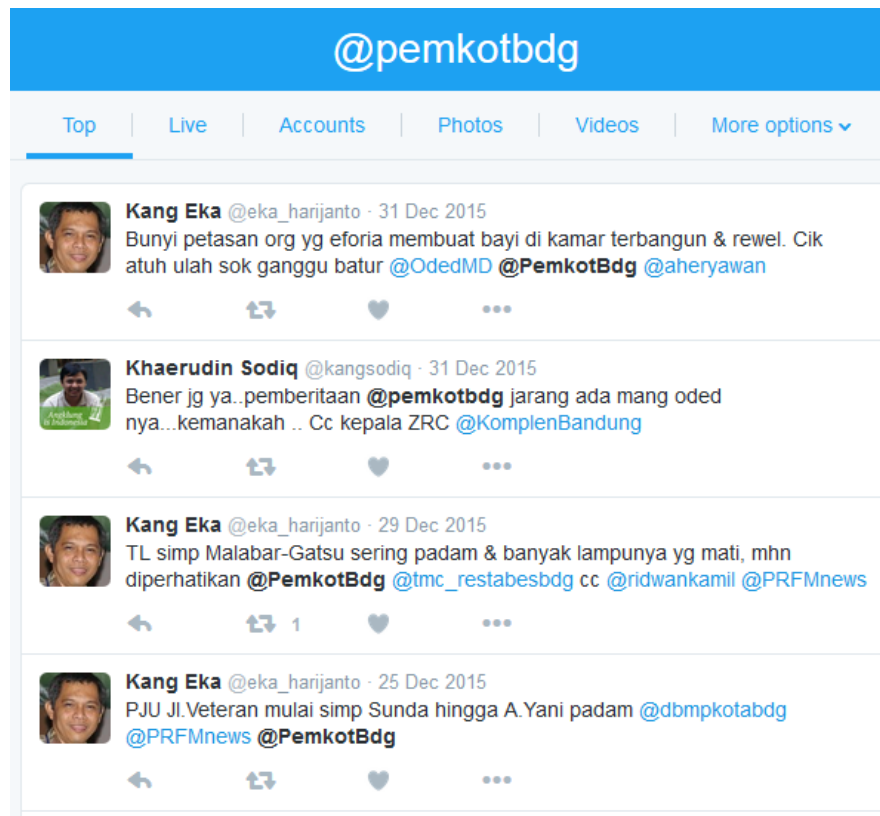 @pemkotbdg
Top Live Accounts Photos Videos More options
Kang Eka @eka_harijanto · 31 Dec 2015
Bunyi petasan org yg eforia membuat bayi di kamar terbangun & rewel. Cik
atuh ulah sok ganggu batur @OdedMD @PemkotBdg @aheryawan
Khaerudin Sodiq @kangsodiq · 31 Dec 2015
Bener jg ya..pemberitaan @pemkotbdg jarang ada mang oded
nya...kemanakah .. Cc kepala ZRC @KomplenBandung
Angklung
is Indonesia
Kang Eka @eka_harijanto · 29 Dec 2015
TL simp Malabar-Gatsu sering padam & banyak lampunya yg mati, mhn
diperhatikan @PemkotBdg @tmc_restabesbdg cc @ridwankamil @PRFMnews
1
Kang Eka @eka_harijanto · 25 Dec 2015
PJU Jl.Veteran mulai simp Sunda hingga A.Yani padam @dbmpkotabdg
@PRFMnews @PemkotBdg